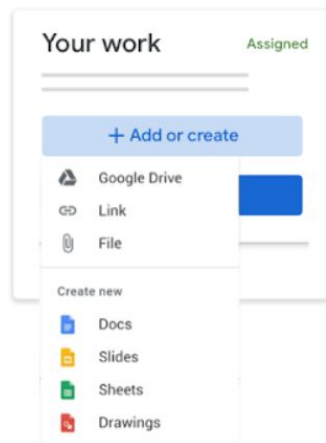 Your work
Assigned
+ Add or create
Google Drive
Link
File
Create new
Docs
Slides
Sheets
Drawings